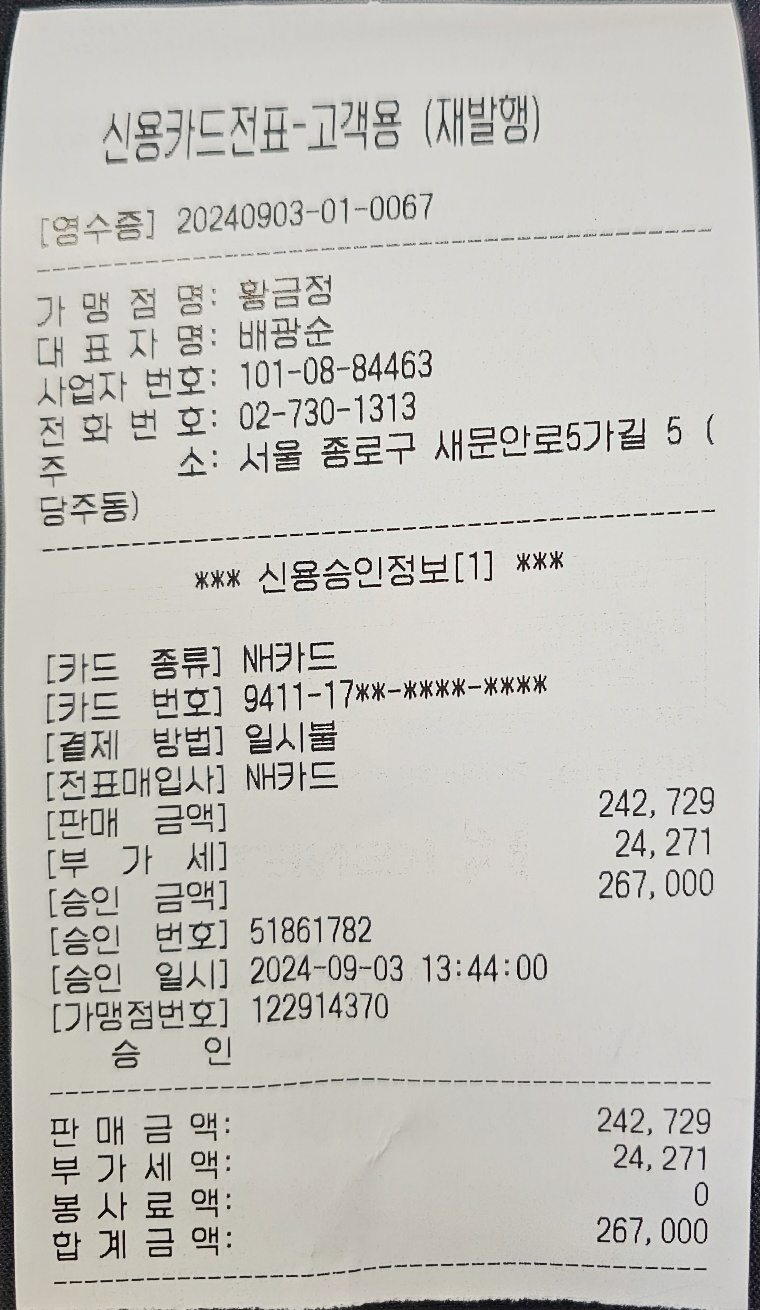 신용카드전표-고객용 (재발행)
[영수증] 20240903-01-0067
가 맹 점 명: 황금정
대 표 자 명: 배광순
사업자 번호: 101-08-84463
전 화 번 호: 02-730-1313
주 소: 서울 종로구 새문안로5가길 5 (
당주동)
*** 신용승인정보[1] ***
[카드 종류] NH카드
[카드 번호] 9411-17**-****-****
[결제 방법] 일시불
[전표매입사] NH카드
[판매 금액] 242,729
[부 가 세] 24,271
[승인 금액] 267,000
[승인 번호] 51861782
[승인 일시] 2024-09-03 13:44:00
[가맹점번호] 122914370
승 인
판 매 금 액: 242,729
부 가 세 액: 24,271
봉 사 료 액: 0
합 계 금 액: 267,000